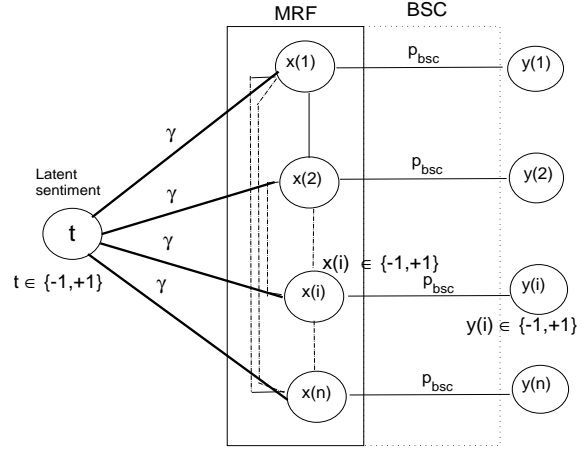 MRF
BSC
x(1)
p_bsc
y(1)
γ
Latent
sentiment
γ
x(2)
p_bsc
y(2)
t
γ
x(i) ∈ {-1,+1}
t ∈ {-1,+1}
γ
x(i)
p_bsc
y(i)
y(i) ∈ {-1,+1}
x(n)
p_bsc
y(n)